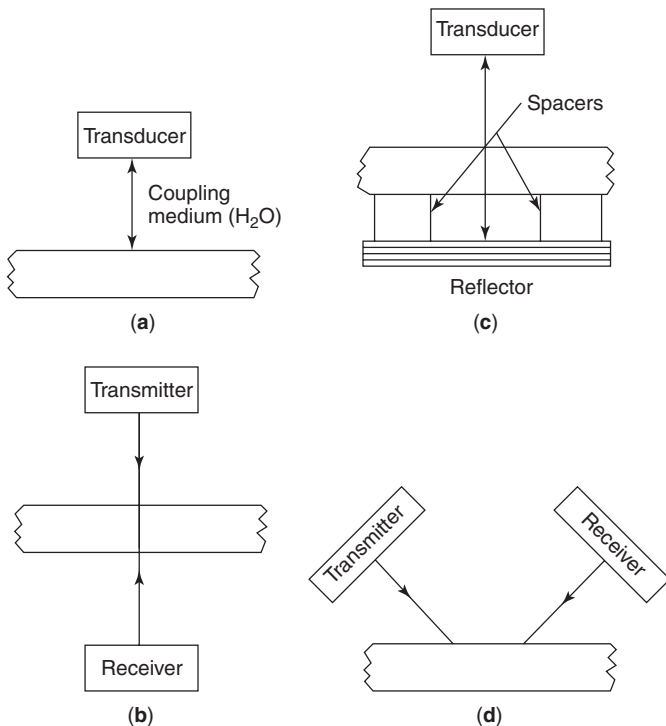 Transducer
Coupling
medium (H₂O)
(a)
Transducer
Spacers
Reflector
(c)
Transmitter
Receiver
(b)
Transmitter
Receiver
(d)